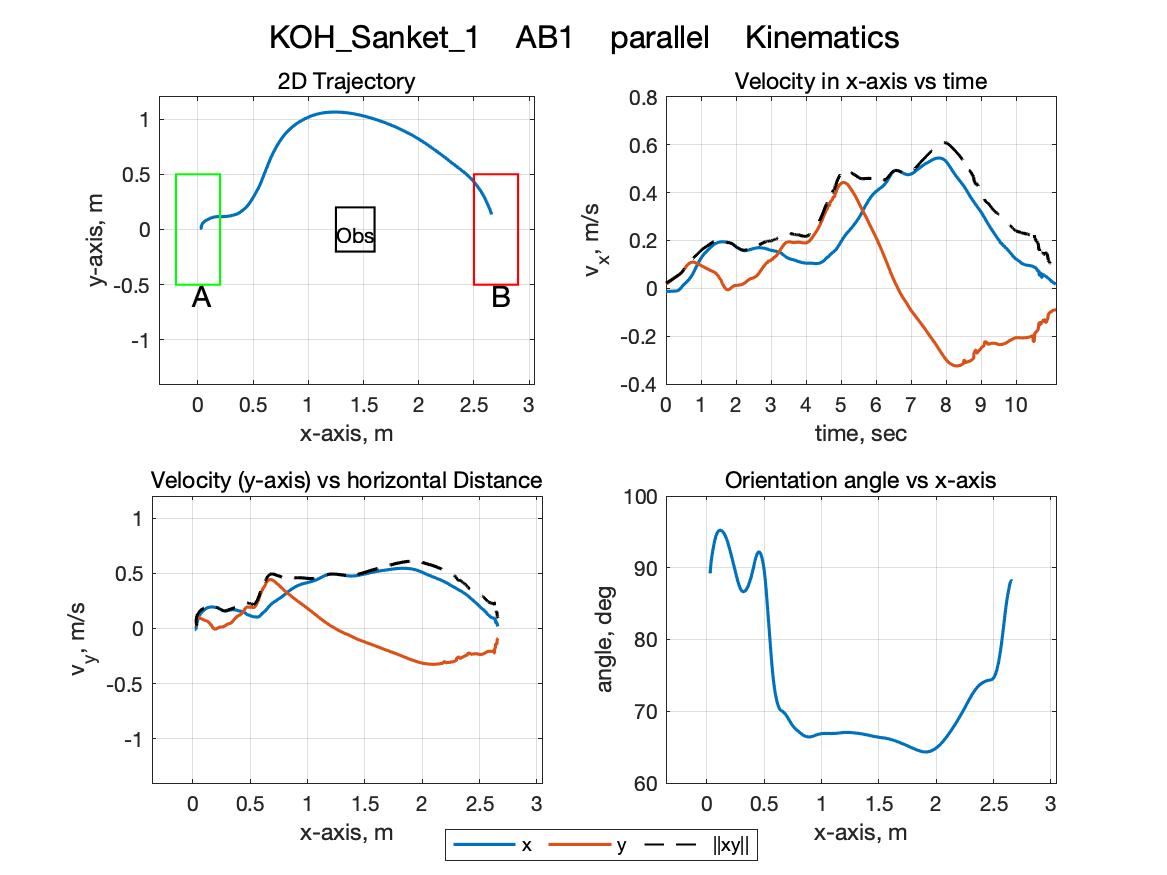 KOH_Sanket_1 AB1 parallel Kinematics
2D Trajectory
1
0.5
0
-0.5
-1
y-axis, m
A
Obs
B
0 0.5 1 1.5 2 2.5 3
x-axis, m
Velocity in x-axis vs time
0.8
0.6
0.4
0.2
0
-0.2
-0.4
v_x, m/s
0 1 2 3 4 5 6 7 8 9 10
time, sec
Velocity (y-axis) vs horizontal Distance
1
0.5
0
-0.5
-1
v_y, m/s
0 0.5 1 1.5 2 2.5 3
x-axis, m
Orientation angle vs x-axis
100
90
80
70
60
angle, deg
0 0.5 1 1.5 2 2.5 3
x-axis, m
x y ||xy||